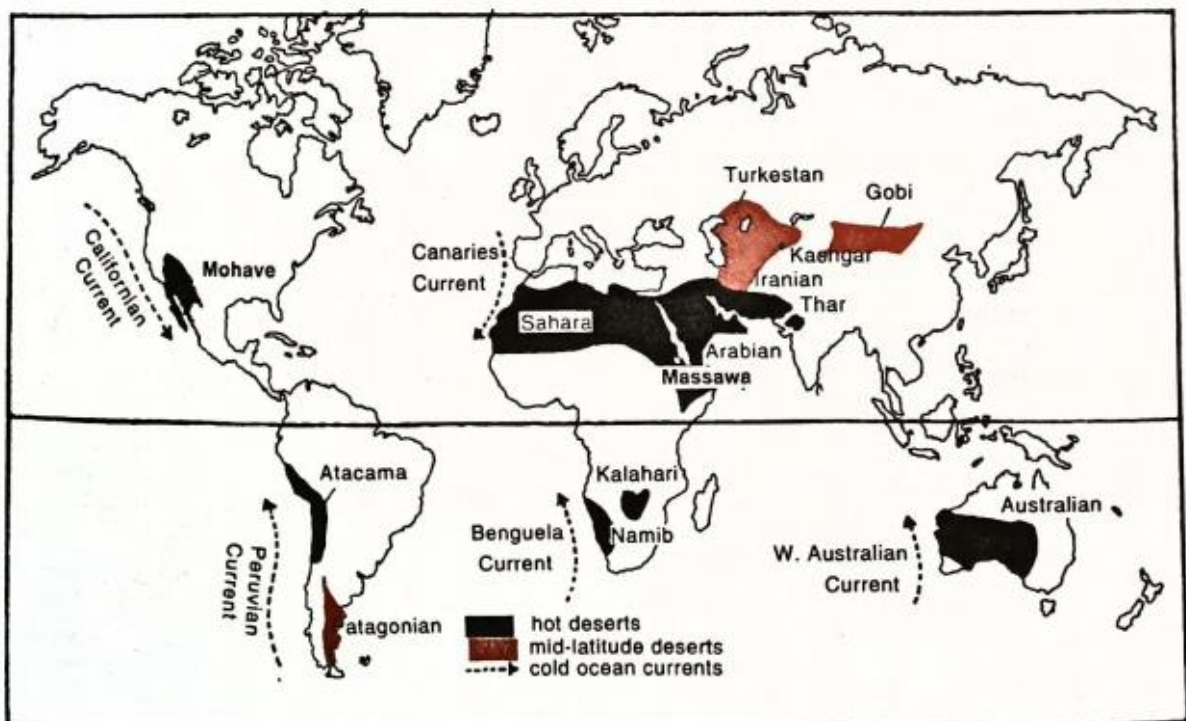 Turkestan
Gobi
Californian
Current
Mohave
Canaries
Current
Kashgar
Iranian
Thar
Sahara
Arabian
Massawa
Atacama
Kalahari
Australian
Peruvian
Current
Benguela
Current
Namib
W. Australian
Current
atagonian
hot deserts
mid-latitude deserts
cold ocean currents